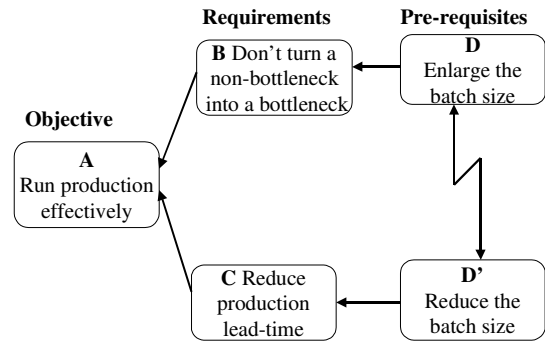 Requirements
Pre-requisites
B Don’t turn a
non-bottleneck
into a bottleneck
D
Enlarge the
batch size
Objective
A
Run production
effectively
C Reduce
production
lead-time
D’
Reduce the
batch size